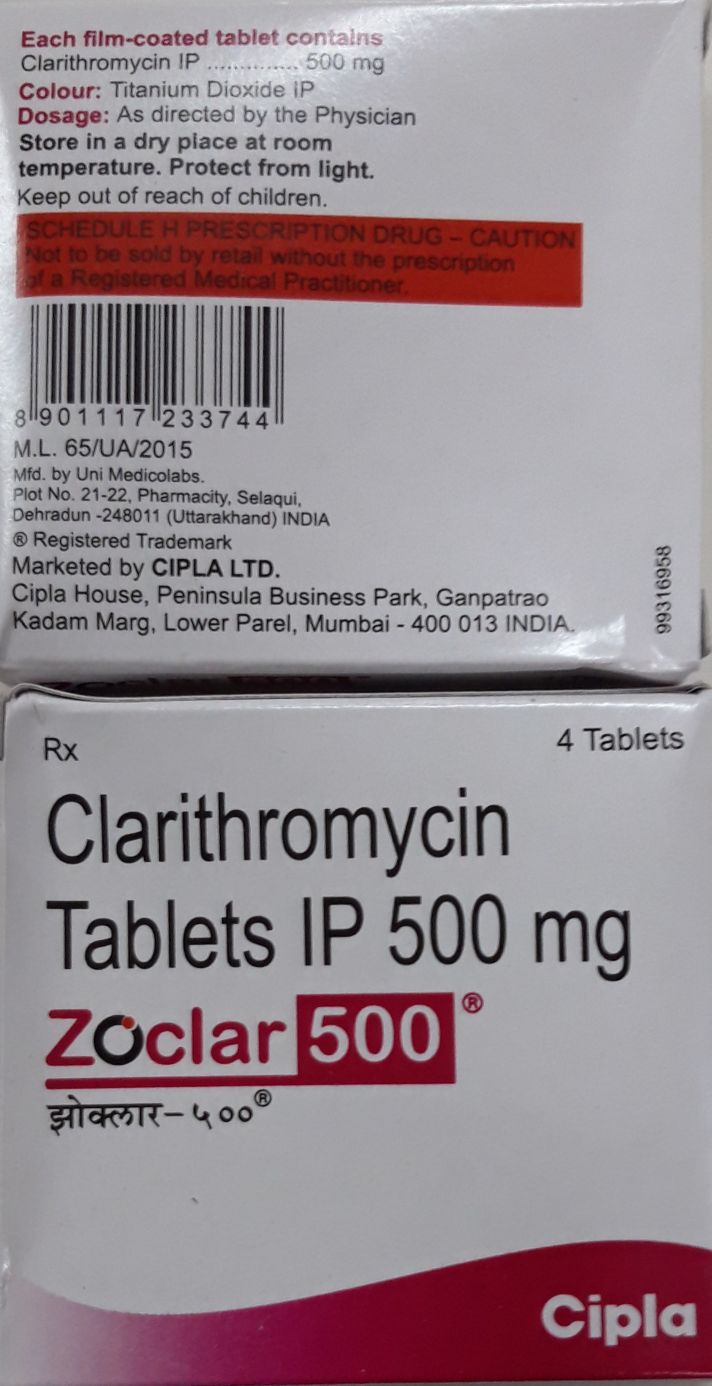 Each film-coated tablet contains
Clarithromycin IP .............. 500 mg
Colour: Titanium Dioxide IP
Dosage: As directed by the Physician
Store in a dry place at room
temperature. Protect from light.
Keep out of reach of children.
SCHEDULE H PRESCRIPTION DRUG – CAUTION
Not to be sold by retail without the prescription
of a Registered Medical Practitioner.
8 901117 233744
M.L. 65/UA/2015
Mfd. by Uni Medicolabs.
Plot No. 21-22, Pharmacity, Selaqui,
Dehradun -248011 (Uttarakhand) INDIA
® Registered Trademark
Marketed by CIPLA LTD.
Cipla House, Peninsula Business Park, Ganpatrao
Kadam Marg, Lower Parel, Mumbai - 400 013 INDIA.
99316958
Rx
4 Tablets
Clarithromycin
Tablets IP 500 mg
Zoclar 500®
झोक्लार–५००®
Cipla